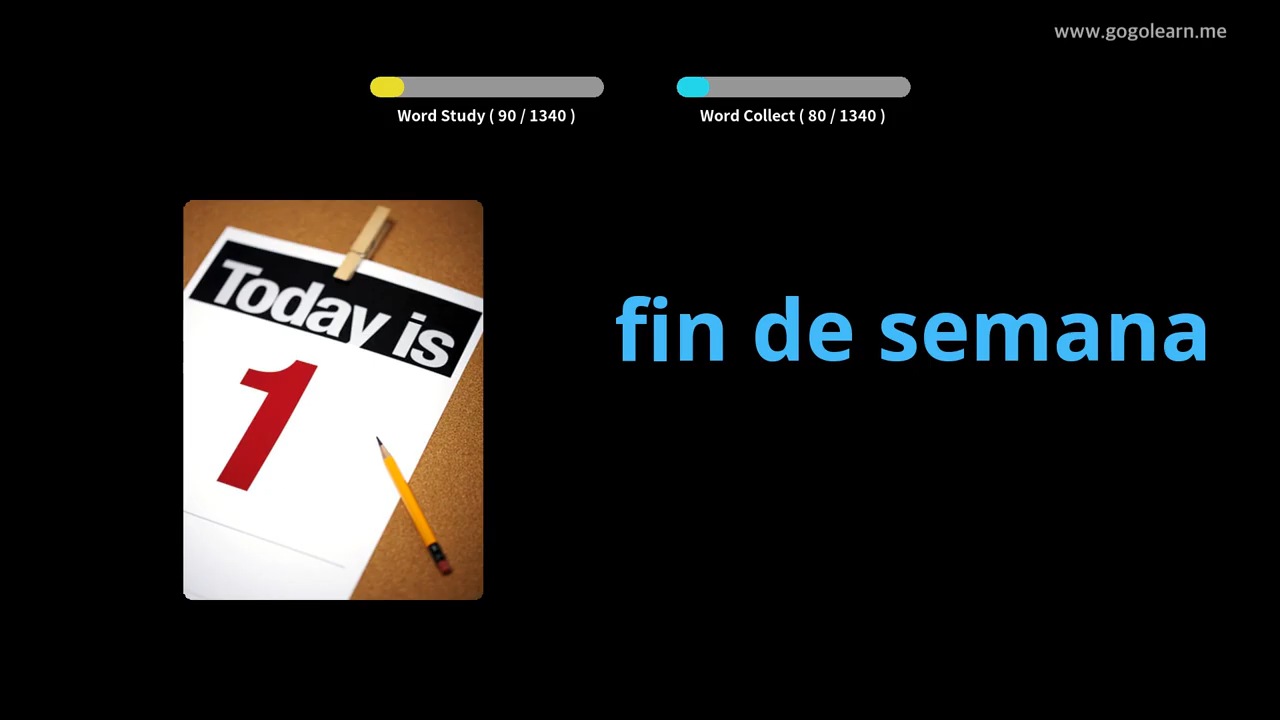 www.gogolearn.me
Word Study ( 90 / 1340 )
Word Collect ( 80 / 1340 )
Today is
1
fin de semana